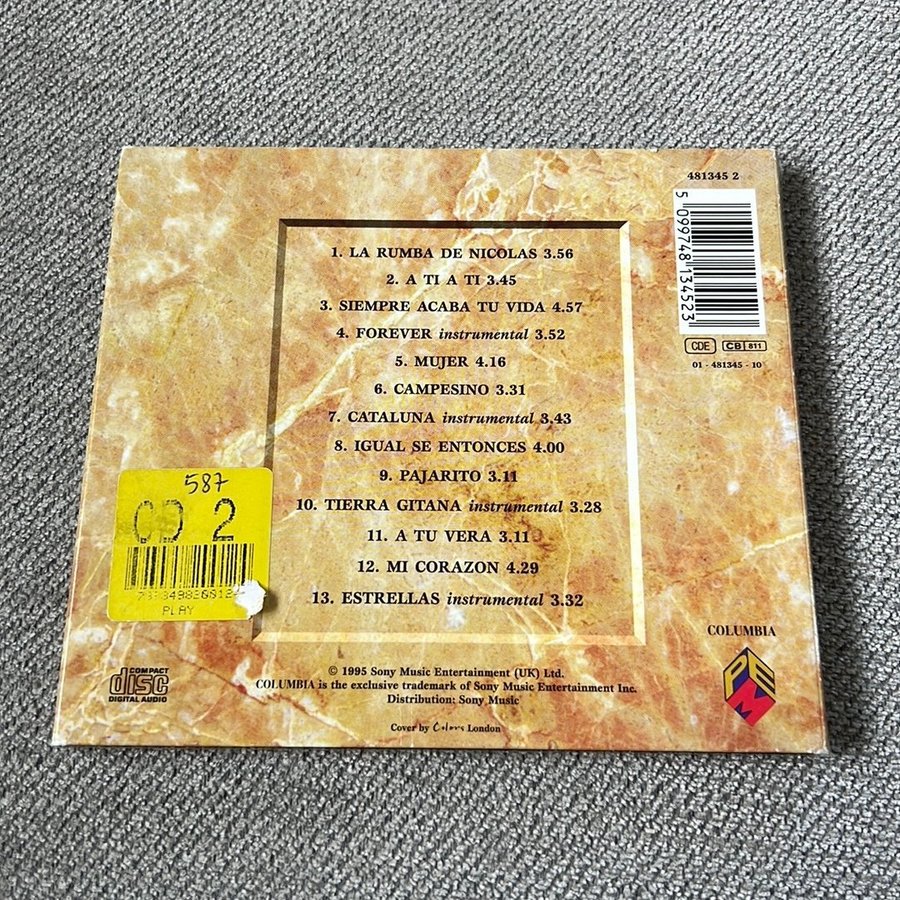 481345 2
5 099748 134523
CDE CB 811
01 - 481345 - 10
1. LA RUMBA DE NICOLAS 3.56
2. A TI A TI 3.45
3. SIEMPRE ACABA TU VIDA 4.57
4. FOREVER instrumental 3.52
5. MUJER 4.16
6. CAMPESINO 3.31
7. CATALUNA instrumental 3.43
8. IGUAL SE ENTONCES 4.00
9. PAJARITO 3.11
10. TIERRA GITANA instrumental 3.28
11. A TU VERA 3.11
12. MI CORAZON 4.29
13. ESTRELLAS instrumental 3.32
587
CD 2
PLAY
COLUMBIA
PEM
COMPACT
disc
DIGITAL AUDIO
© 1995 Sony Music Entertainment (UK) Ltd.
COLUMBIA is the exclusive trademark of Sony Music Entertainment Inc.
Distribution: Sony Music
Cover by Colors London